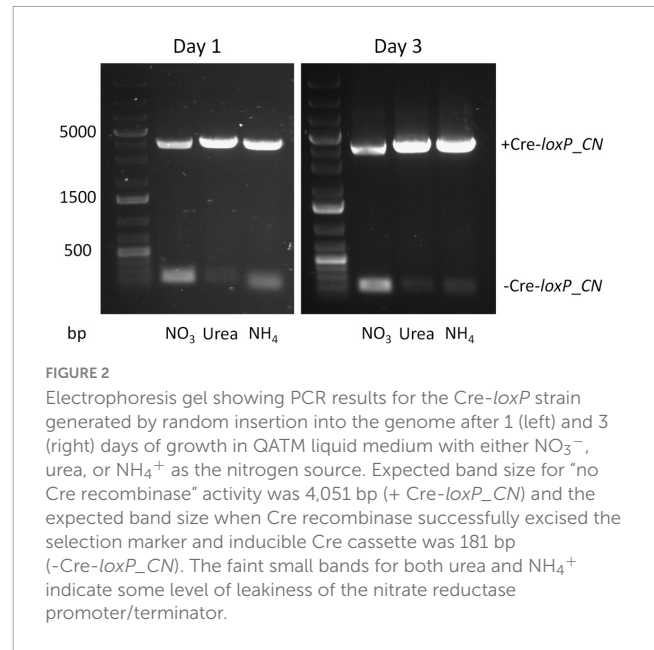 Day 1
Day 3
5000
+Cre-loxP_CN
1500
500
-Cre-loxP_CN
bp
NO₃ Urea NH₄
NO₃ Urea NH₄
FIGURE 2
Electrophoresis gel showing PCR results for the Cre-loxP strain
generated by random insertion into the genome after 1 (left) and 3
(right) days of growth in QATM liquid medium with either NO₃⁻,
urea, or NH₄⁺ as the nitrogen source. Expected band size for “no
Cre recombinase” activity was 4,051 bp (+ Cre-loxP_CN) and the
expected band size when Cre recombinase successfully excised the
selection marker and inducible Cre cassette was 181 bp
(-Cre-loxP_CN). The faint small bands for both urea and NH₄⁺
indicate some level of leakiness of the nitrate reductase
promoter/terminator.